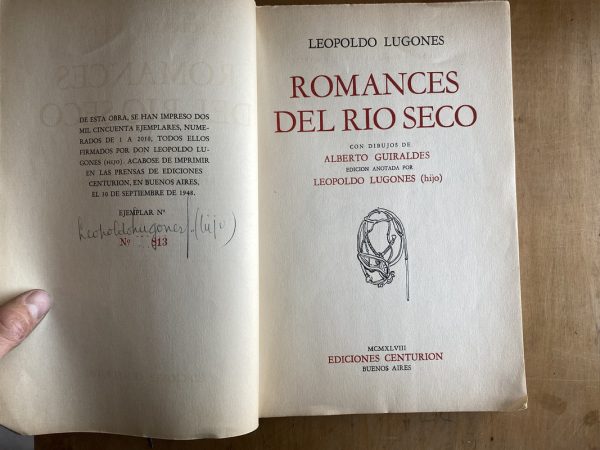 DE ESTA OBRA, SE HAN IMPRESO DOS
MIL CINCUENTA EJEMPLARES, NUME-
RADOS DE 1 A 2050, TODOS ELLOS
FIRMADOS POR DON LEOPOLDO LU-
GONES (HIJO). ACABOSE DE IMPRIMIR
EN LAS PRENSAS DE EDICIONES
CENTURION, EN BUENOS AIRES,
EL 30 DE SEPTIEMBRE DE 1948.
EJEMPLAR Nº
Leopoldo Lugones (hijo)
Nº 813
LEOPOLDO LUGONES
ROMANCES
DEL RIO SECO
CON DIBUJOS DE
ALBERTO GUIRALDES
EDICION ANOTADA POR
LEOPOLDO LUGONES (hijo)
MCMXLVIII
EDICIONES CENTURION
BUENOS AIRES